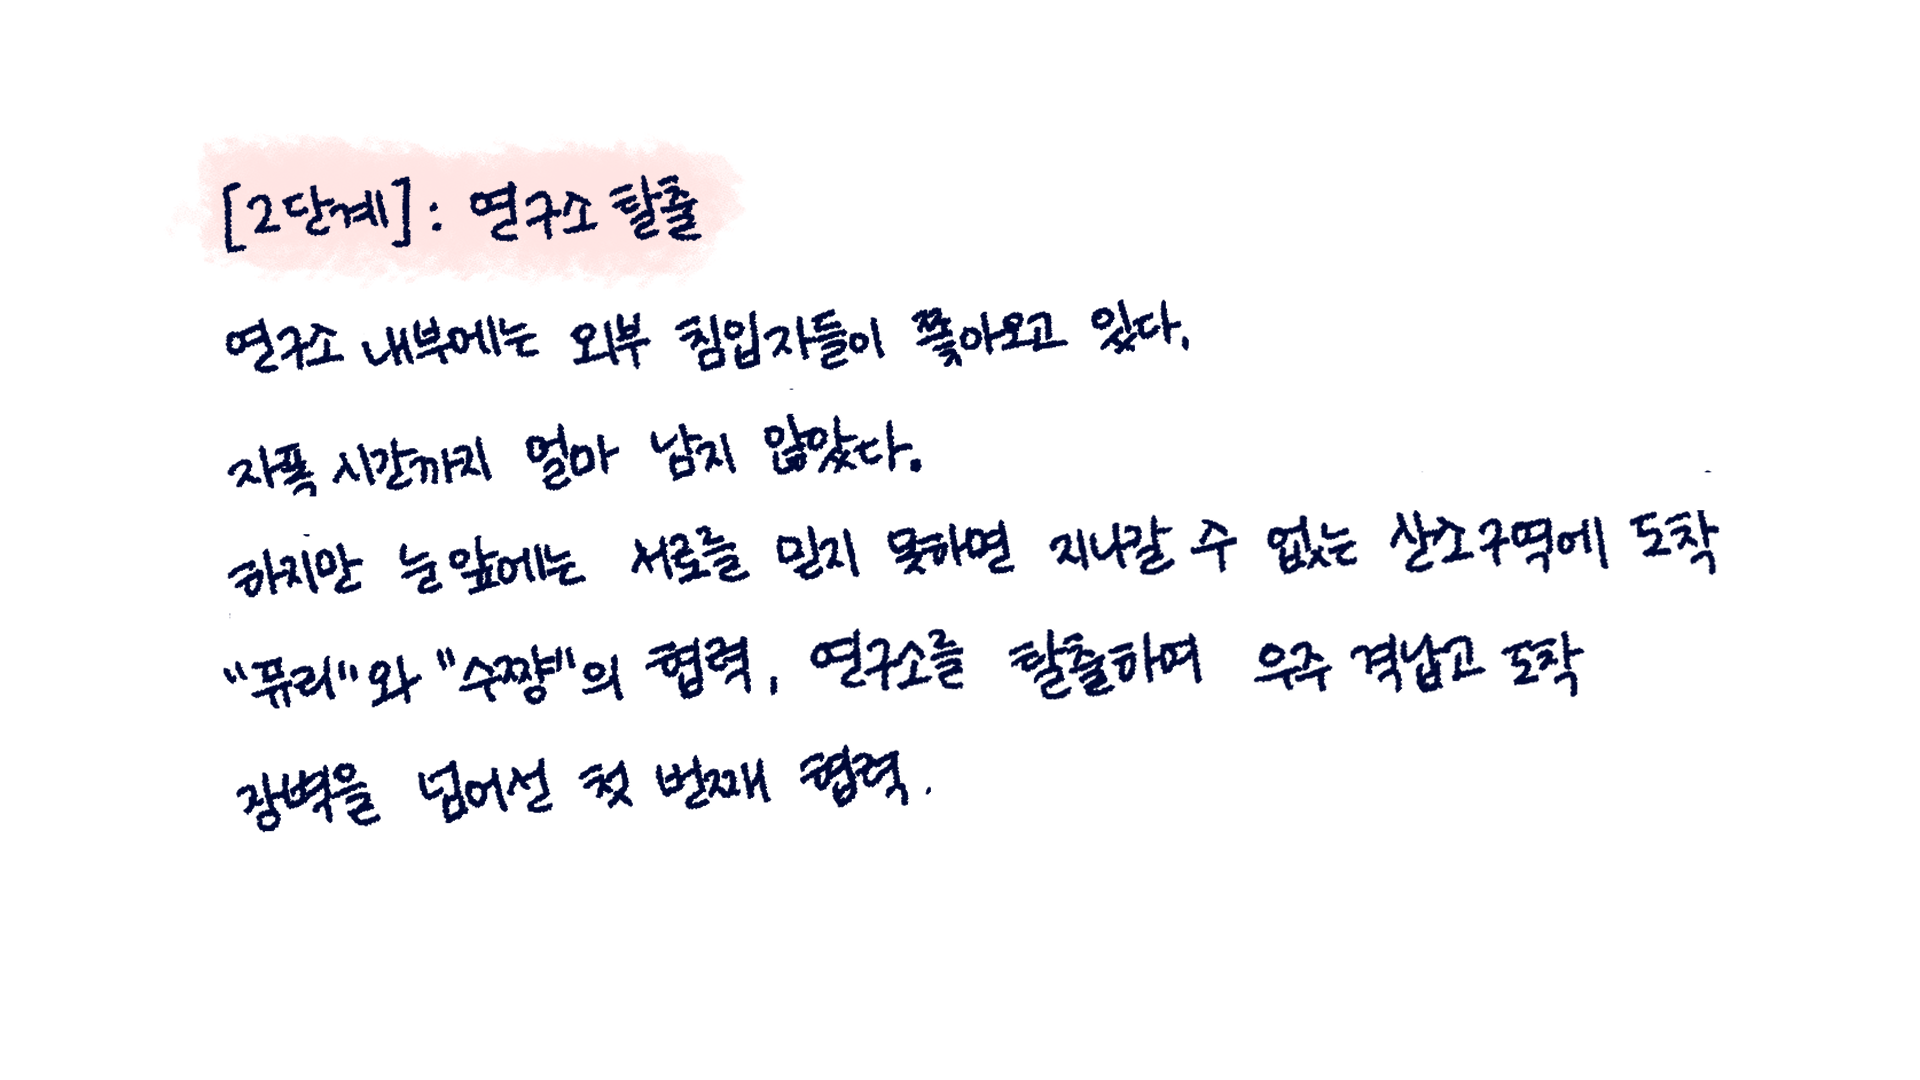 [2단계] : 연구소 탈출
연구소 내부에는 외부 침입자들이 쫓아오고 있다.
자폭 시간까지 얼마 남지 않았다.
하지만 눈 앞에는 서로를 믿지 못하면 지나갈 수 없는 산소구역에 도착
"퓨리"와 "수쨩"의 협력, 연구소를 탈출하며 우주 격납고 도착
장벽을 넘어선 첫 번째 협력.